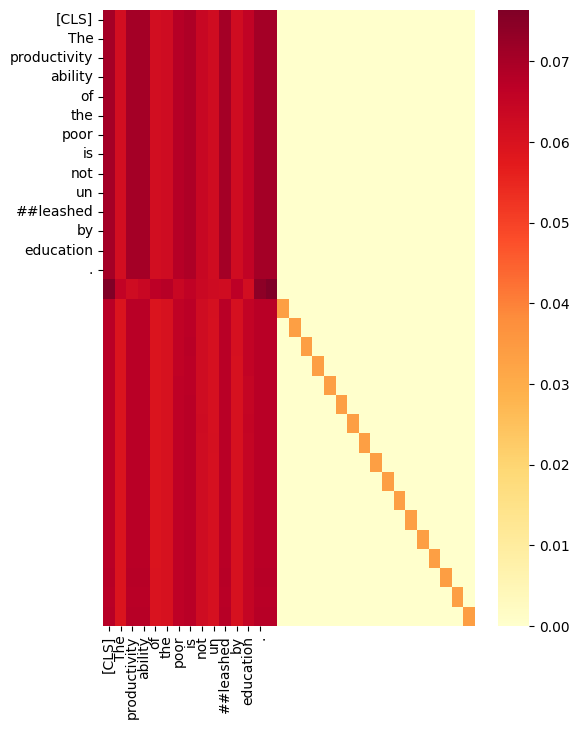 [CLS]
The
productivity
ability
of
the
poor
is
not
un
##leashed
by
education
.
0.07
0.06
0.05
0.04
0.03
0.02
0.01
0.00
[CLS]
The
productivity
ability
of
the
poor
is
not
un
##leashed
by
education
.